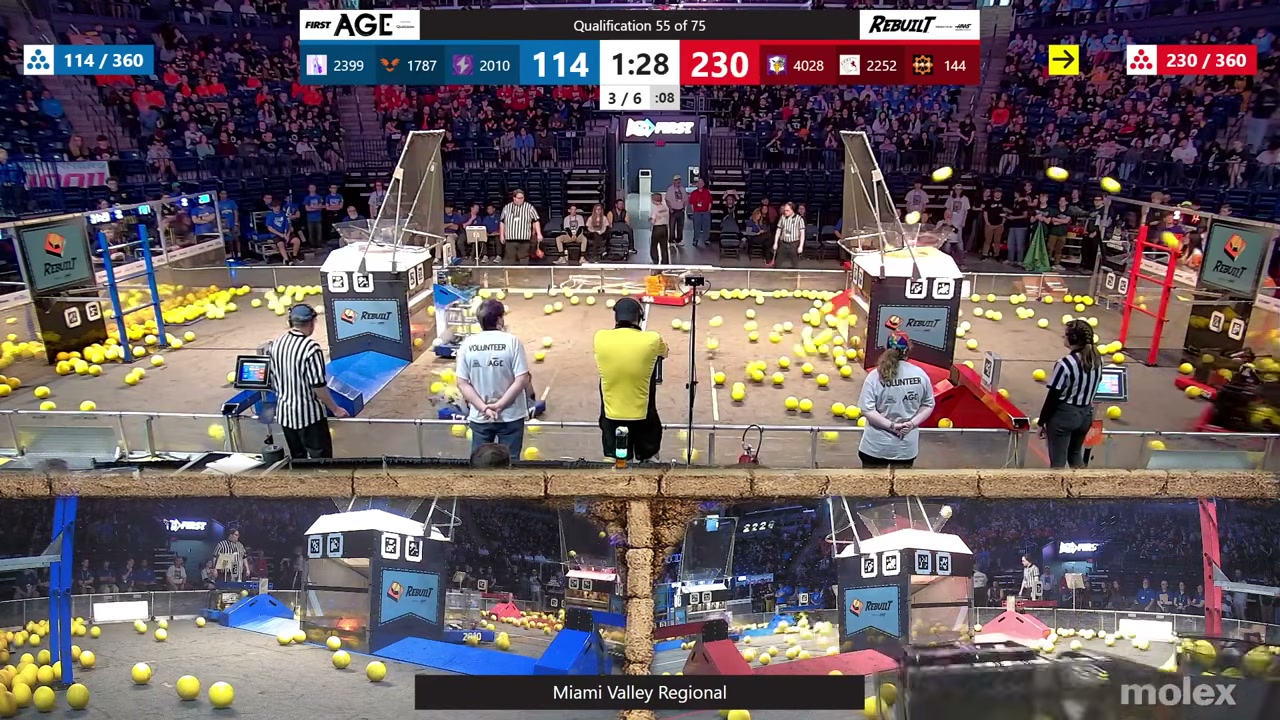 FIRST AGE
Qualification 55 of 75
REBUILT
114 / 360
2399
1787
2010
114
1:28
230
4028
2252
144
230 / 360
3 / 6 :08
FIRST
REBUILT
REBUILT
REBUILT
REBUILT
VOLUNTEER
AGE
VOLUNTEER
AGE
FIRST
FIRST
REBUILT
2010
REBUILT
Miami Valley Regional
molex